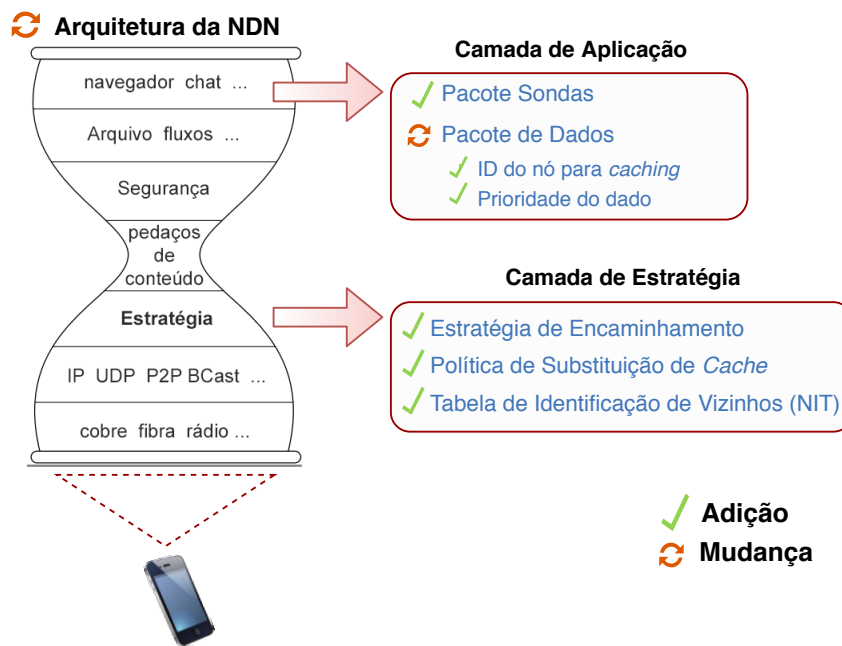 Arquitetura da NDN
navegador chat ...
Arquivo fluxos ...
Segurança
pedaços
de
conteúdo
Estratégia
IP UDP P2P BCast ...
cobre fibra rádio ...
Camada de Aplicação
Pacote Sondas
Pacote de Dados
ID do nó para caching
Prioridade do dado
Camada de Estratégia
Estratégia de Encaminhamento
Política de Substituição de Cache
Tabela de Identificação de Vizinhos (NIT)
Adição
Mudança